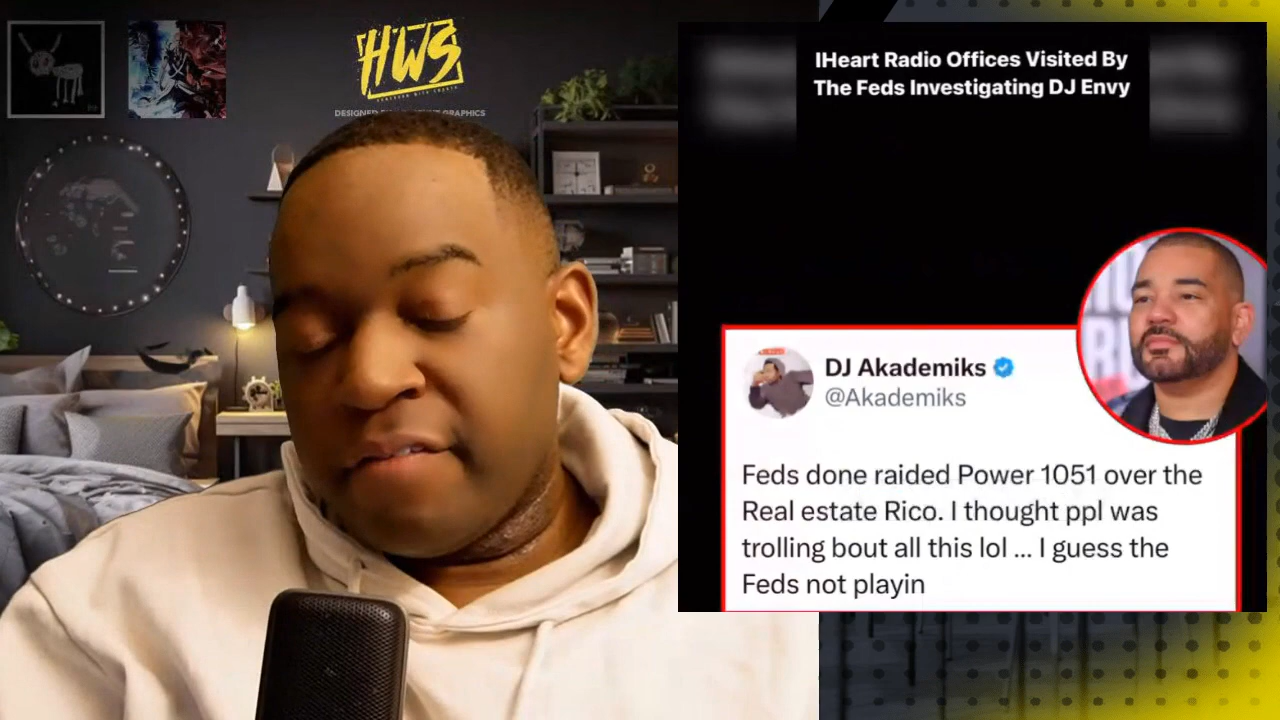 HWS
IHeart Radio Offices Visited By
The Feds Investigating DJ Envy
DJ Akademiks
@Akademiks
Feds done raided Power 1051 over the
Real estate Rico. I thought ppl was
trolling bout all this lol ... I guess the
Feds not playin